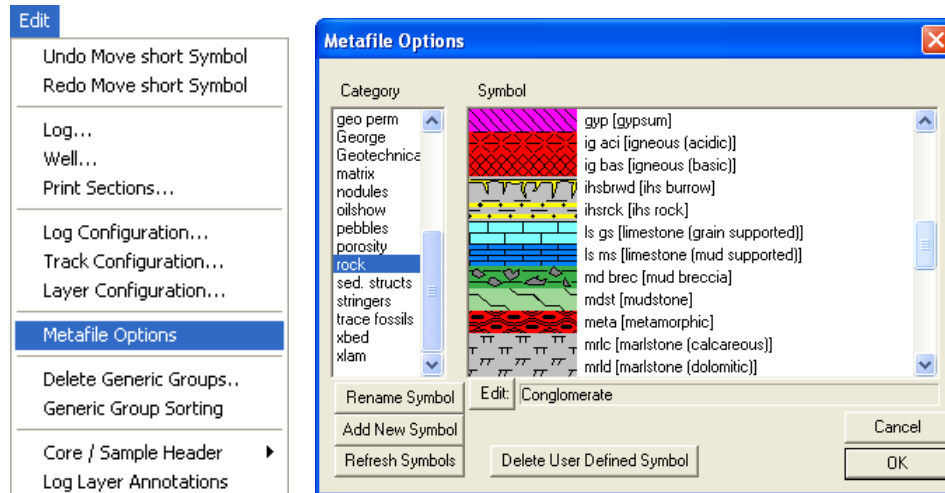 Edit
Undo Move short Symbol
Redo Move short Symbol
Log...
Well...
Print Sections...
Log Configuration...
Track Configuration...
Layer Configuration...
Metafile Options
Delete Generic Groups..
Generic Group Sorting
Core / Sample Header
Log Layer Annotations
Metafile Options
Category
Symbol
geo perm
George
Geotechnica
matrix
nodules
oilshow
pebbles
porosity
rock
sed. structs
stringers
trace fossils
xbed
xlam
gyp [gypsum]
ig aci [igneous (acidic)]
ig bas [igneous (basic)]
ihsbrwd [ihs burrow]
ihsrck [ihs rock]
ls gs [limestone (grain supported)]
ls ms [limestone (mud supported)]
md brec [mud breccia]
mdst [mudstone]
meta [metamorphic]
mrlc [marlstone (calcareous)]
mrld [marlstone (dolomitic)]
Rename Symbol
Edit: Conglomerate
Add New Symbol
Cancel
Refresh Symbols
Delete User Defined Symbol
OK